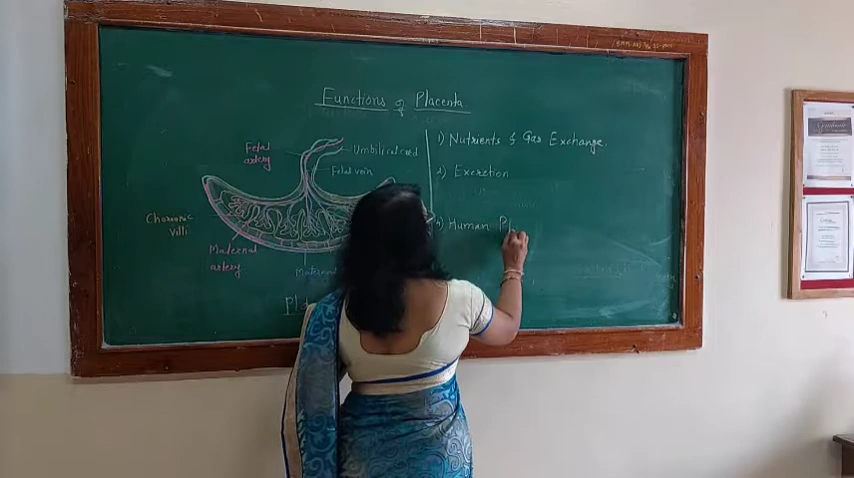 Functions of Placenta
Fetal
artery
Umbilical cord
Fetal vein
Chorionic
Villi
Maternal
artery
Maternal
1) Nutrients & Gas Exchange.
2) Excretion
4) Human Pl
Pla